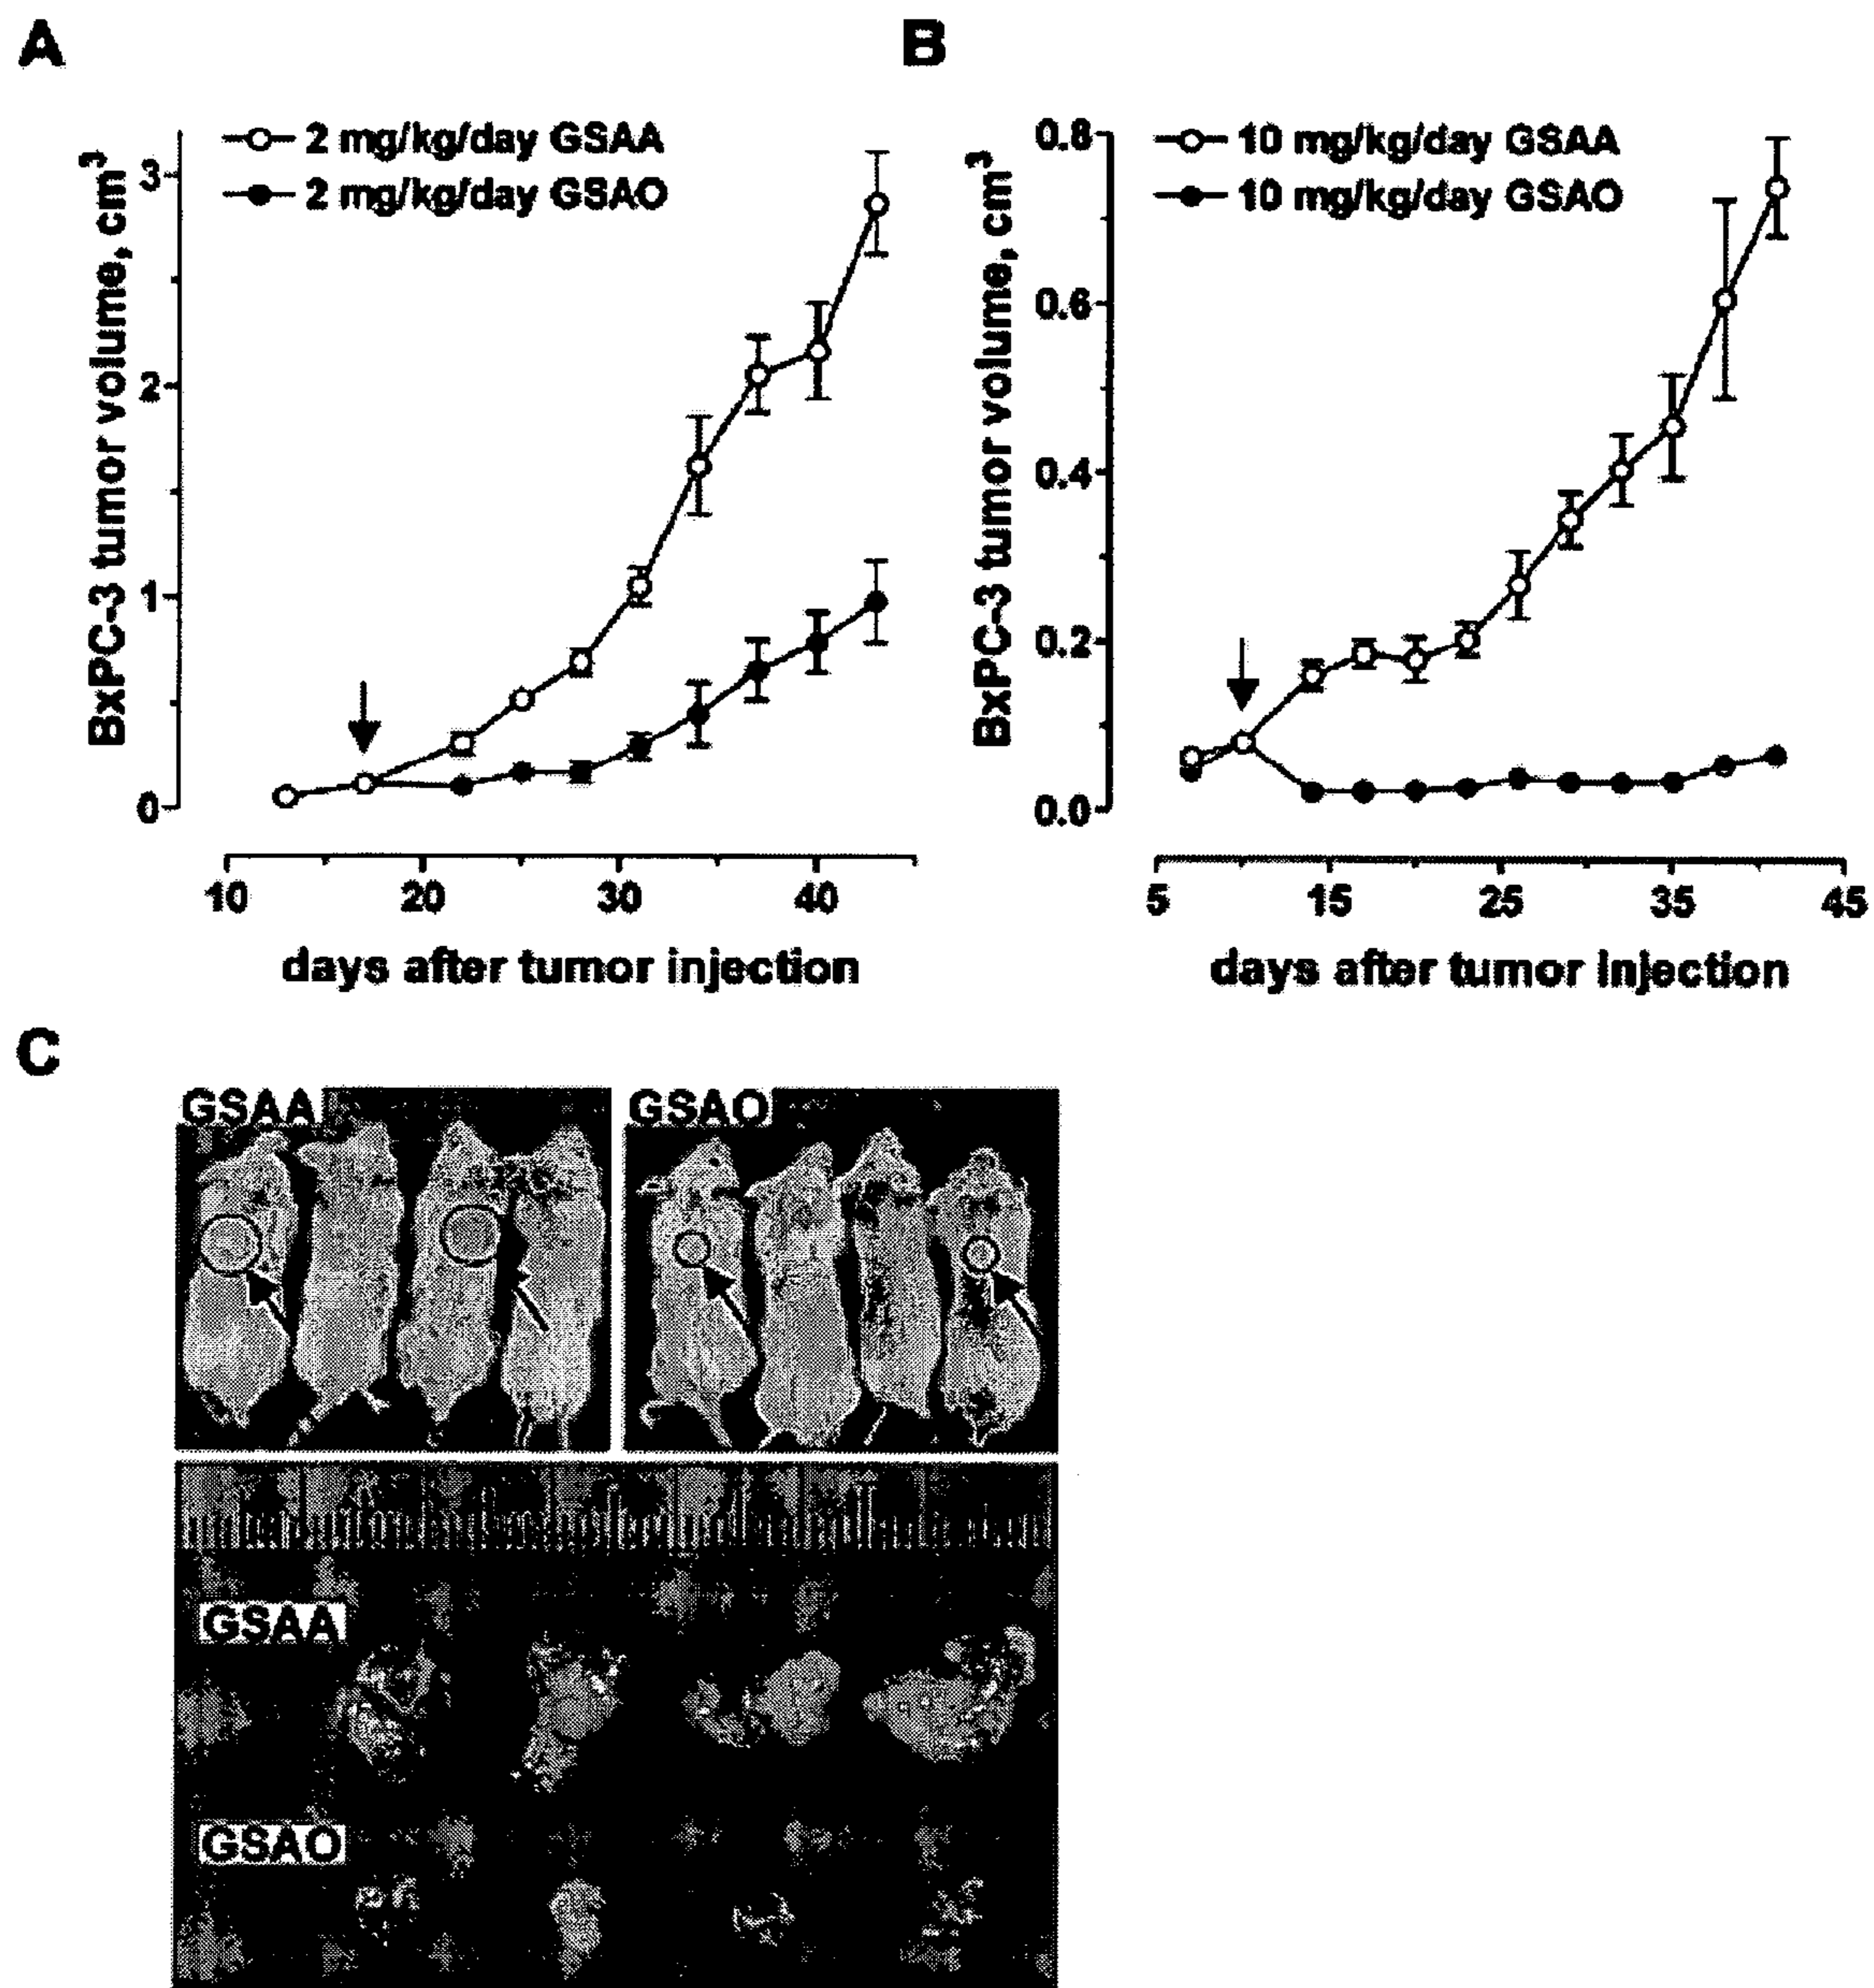 A
2 mg/kg/day GSAA
2 mg/kg/day GSAO
BxPC-3 tumor volume, cm³
3
2
1
0
10 20 30 40
days after tumor injection
B
10 mg/kg/day GSAA
10 mg/kg/day GSAO
BxPC-3 tumor volume, cm³
0.8
0.6
0.4
0.2
0.0
5 15 25 35 45
days after tumor injection
C
GSAA
GSAO
GSAA
GSAO